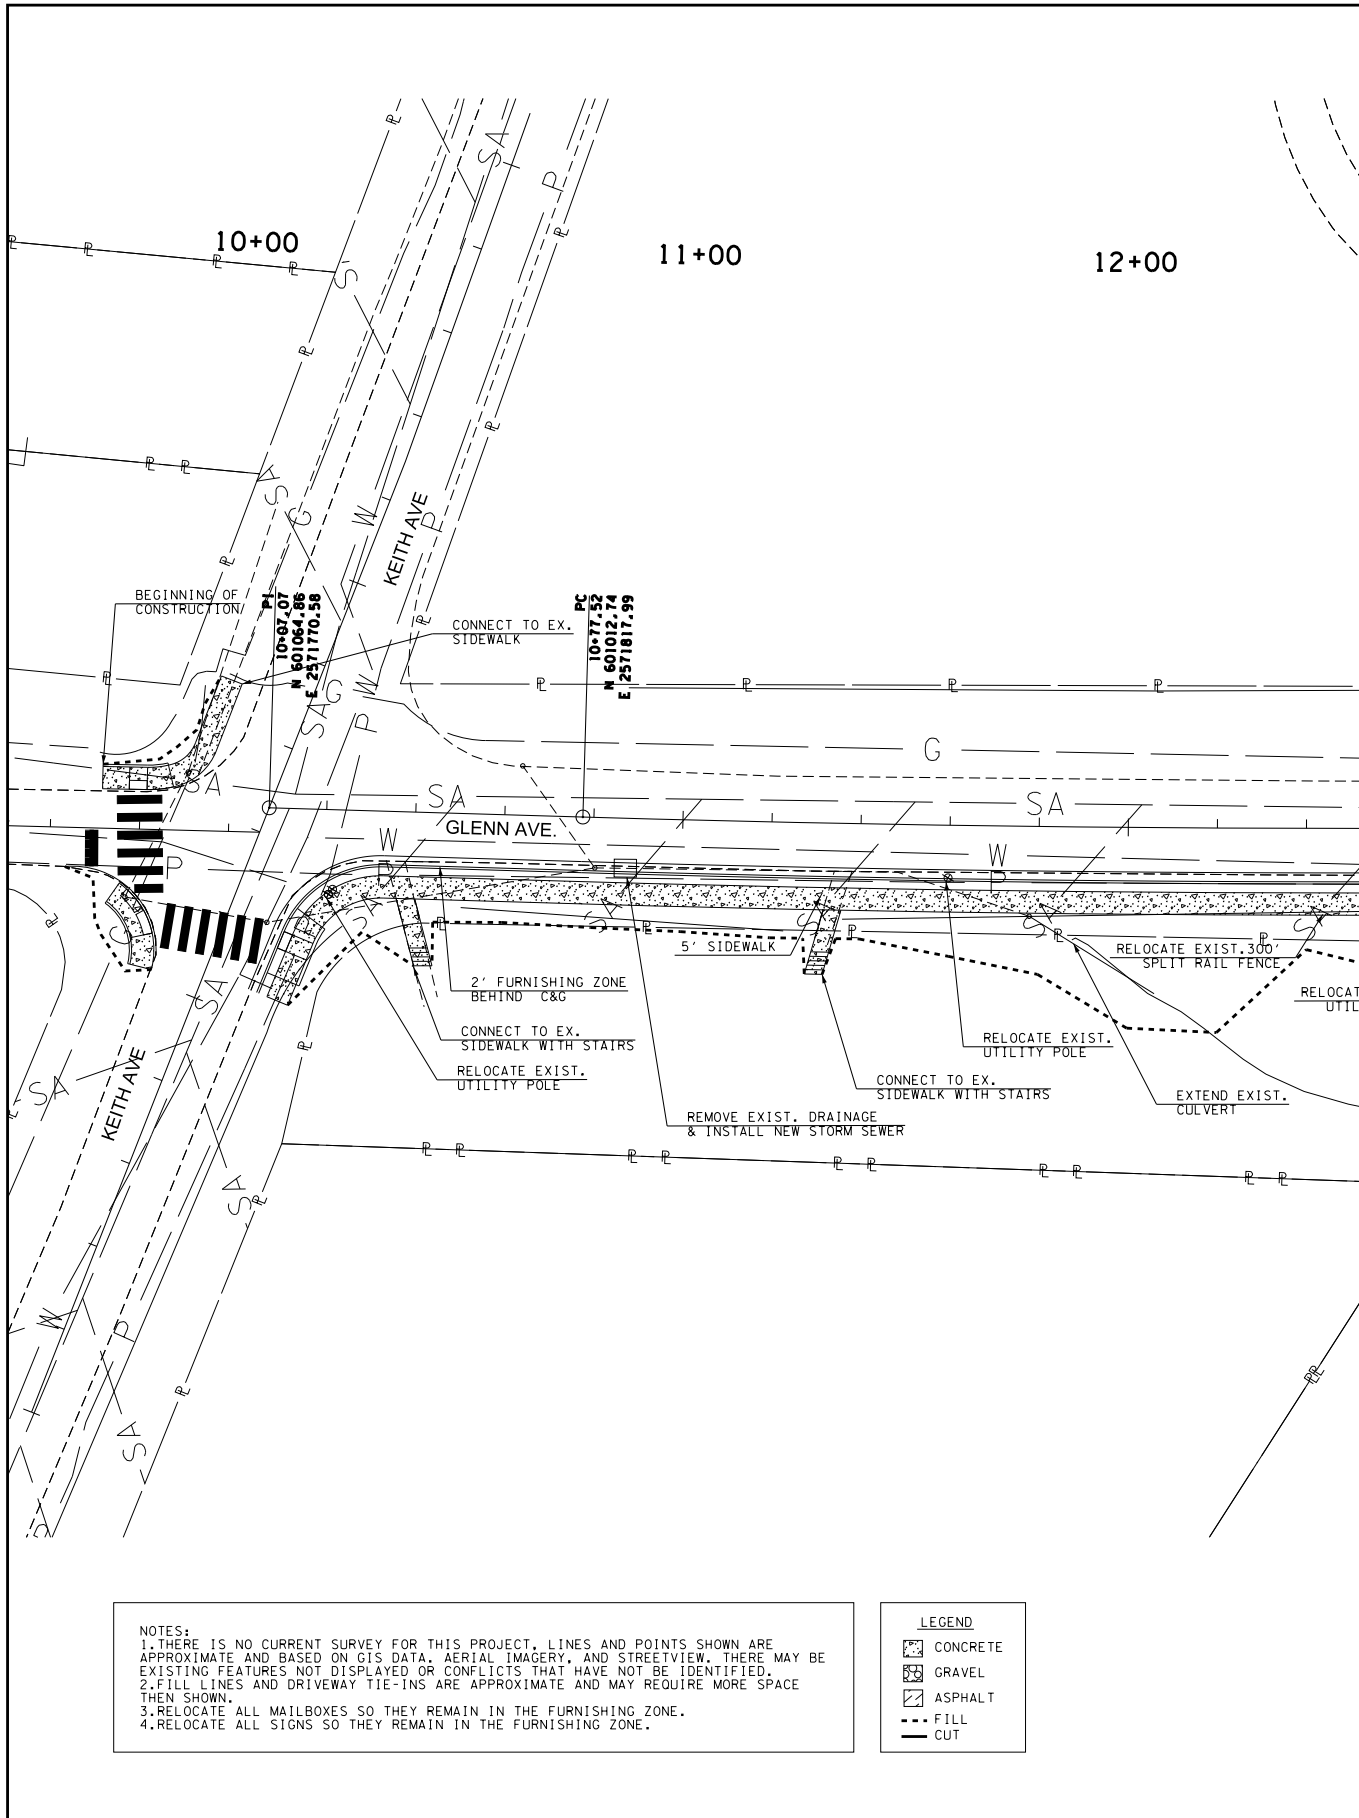 10+00
11+00
12+00
KEITH AVE
BEGINNING OF
CONSTRUCTION
PI
10+07.07
N 601064.86
E 2571770.58
CONNECT TO EX.
SIDEWALK
PC
10+77.52
N 601012.74
E 2571817.99
G
SA
SA
GLENN AVE.
W
W
P
P
5' SIDEWALK
RELOCATE EXIST.300'
SPLIT RAIL FENCE
2' FURNISHING ZONE
BEHIND C&G
RELOCAT
UTIL
CONNECT TO EX.
SIDEWALK WITH STAIRS
RELOCATE EXIST.
UTILITY POLE
RELOCATE EXIST.
UTILITY POLE
CONNECT TO EX.
SIDEWALK WITH STAIRS
EXTEND EXIST.
CULVERT
REMOVE EXIST. DRAINAGE
& INSTALL NEW STORM SEWER
KEITH AVE
NOTES:
1.THERE IS NO CURRENT SURVEY FOR THIS PROJECT, LINES AND POINTS SHOWN ARE
APPROXIMATE AND BASED ON GIS DATA, AERIAL IMAGERY, AND STREETVIEW. THERE MAY BE
EXISTING FEATURES NOT DISPLAYED OR CONFLICTS THAT HAVE NOT BE IDENTIFIED.
2.FILL LINES AND DRIVEWAY TIE-INS ARE APPROXIMATE AND MAY REQUIRE MORE SPACE
THEN SHOWN.
3.RELOCATE ALL MAILBOXES SO THEY REMAIN IN THE FURNISHING ZONE.
4.RELOCATE ALL SIGNS SO THEY REMAIN IN THE FURNISHING ZONE.
LEGEND
CONCRETE
GRAVEL
ASPHALT
FILL
CUT